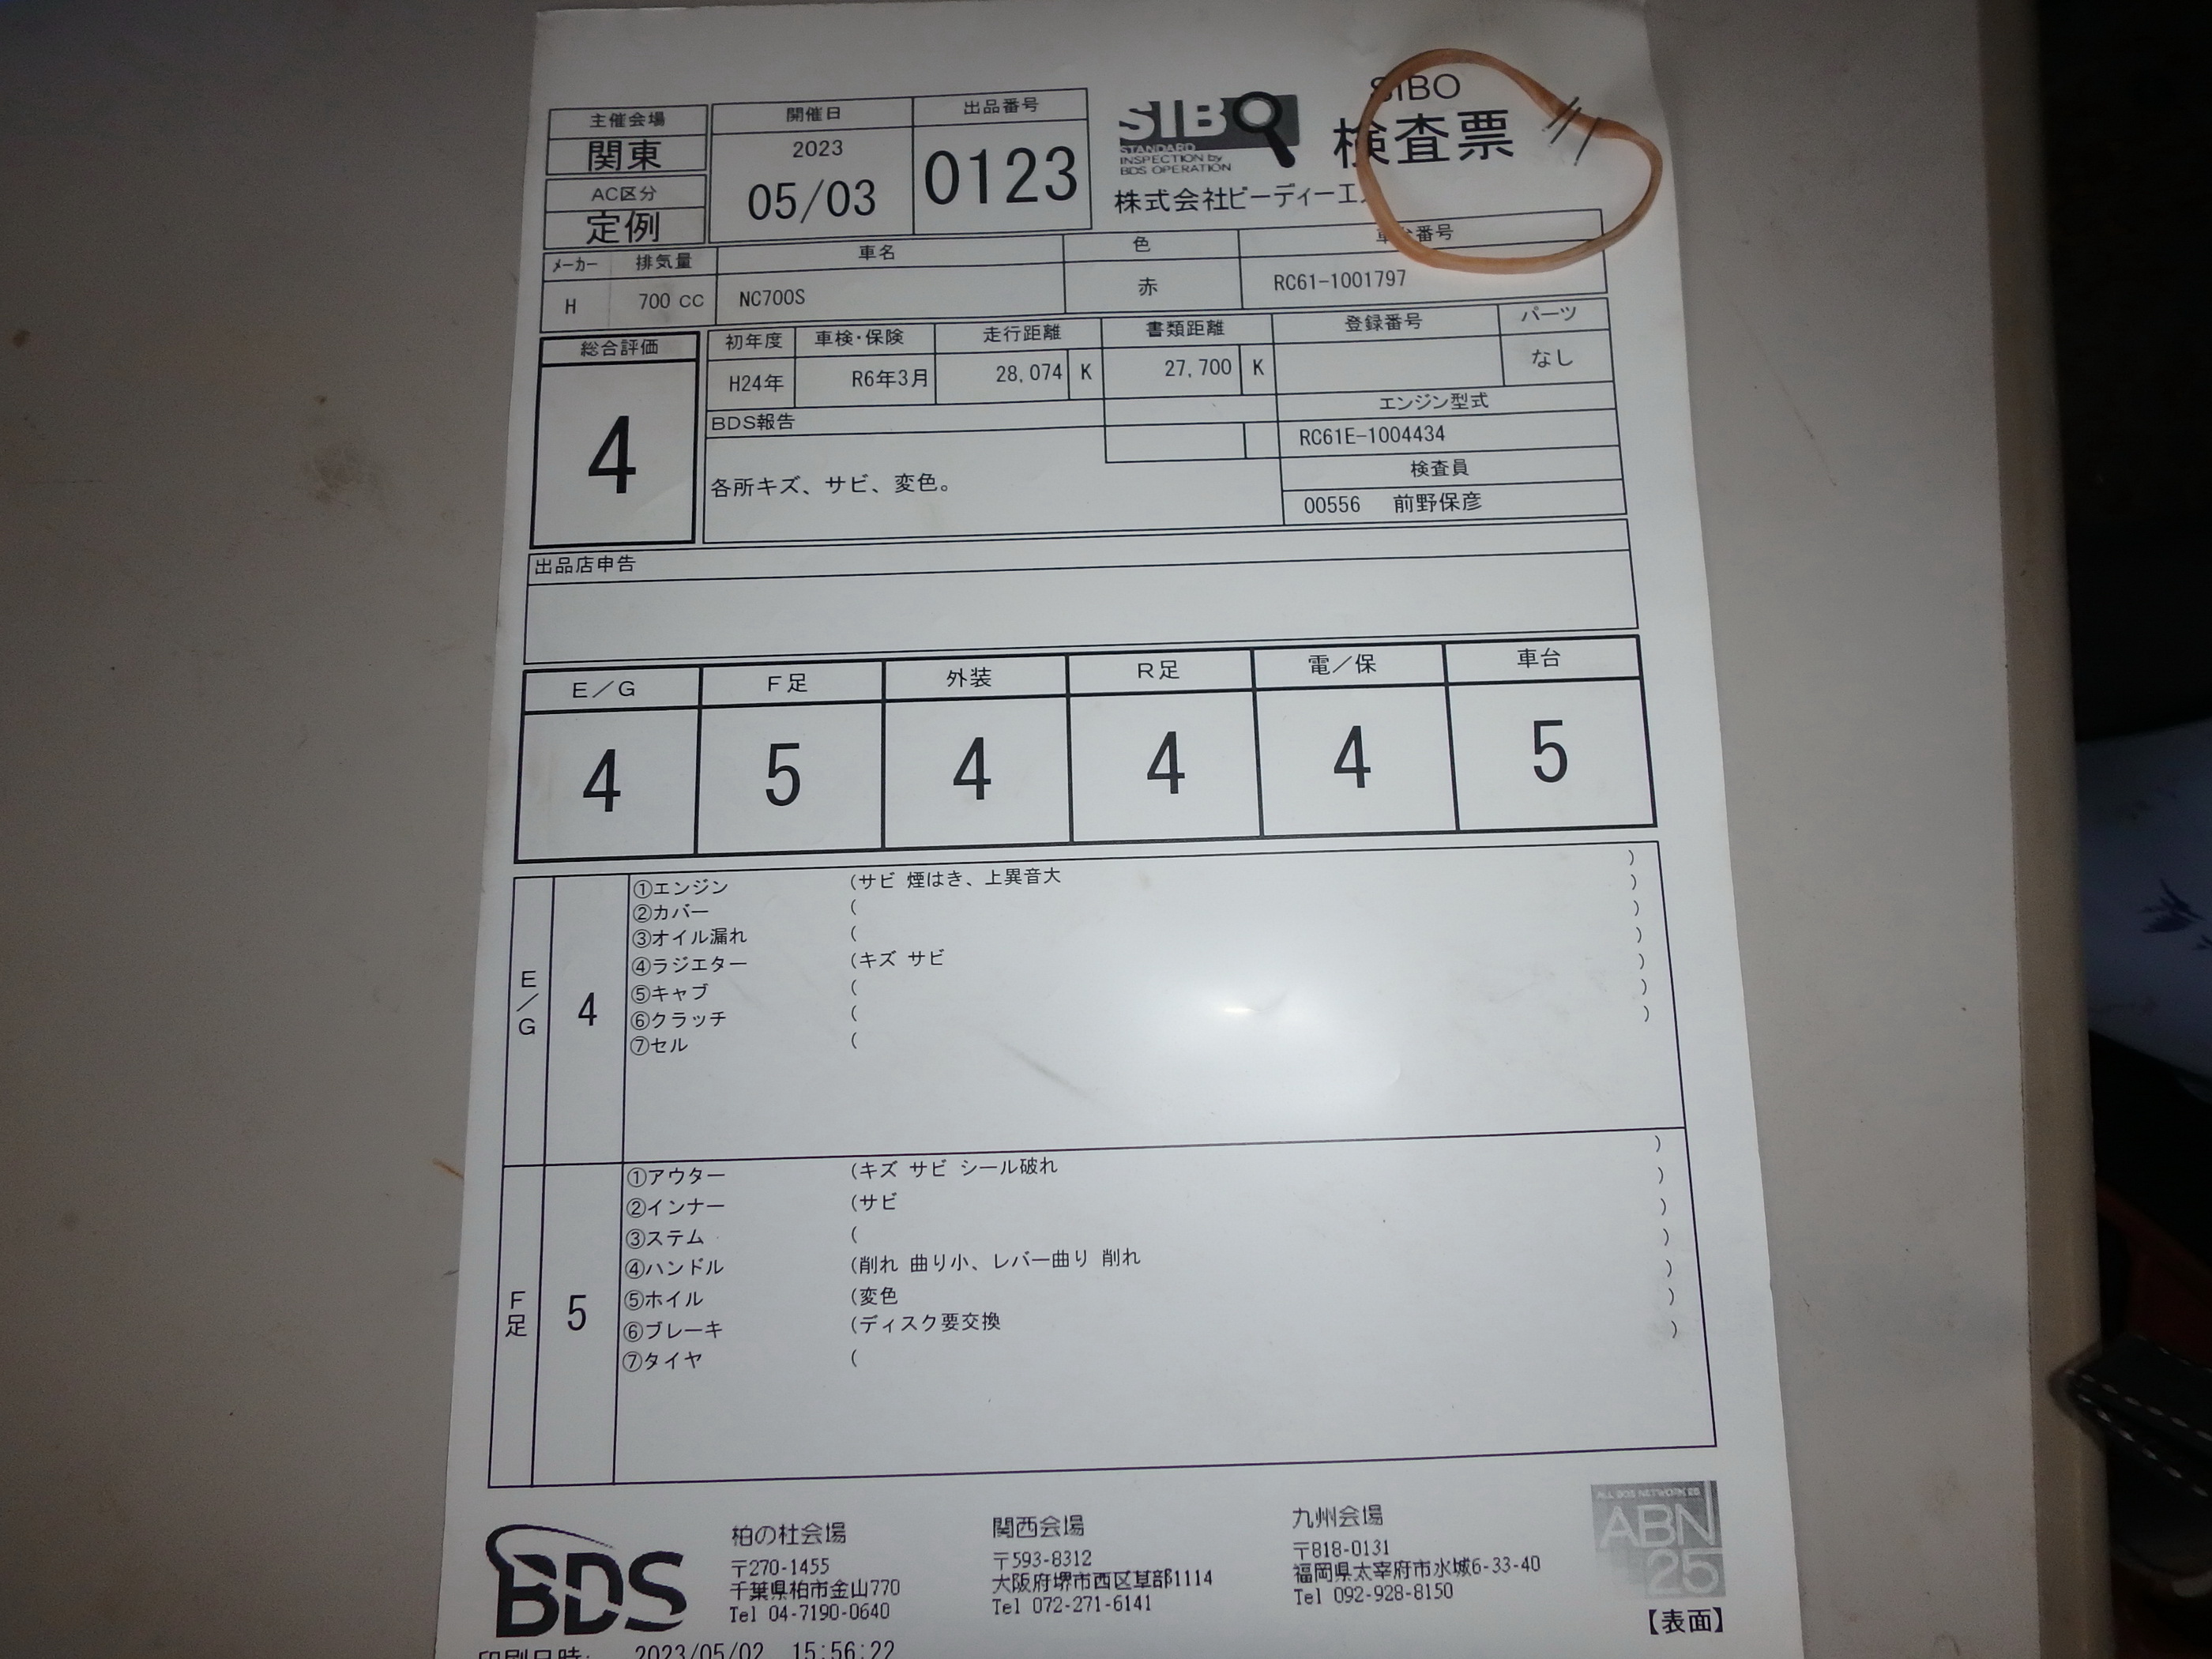 主催会場
関東
AC区分
定例
開催日
2023
05/03
出品番号
0123
SIBO
STANDARD
INSPECTION by
BDS OPERATION
SIBO
検査票
株式会社ビーディーエ
メーカー 排気量 車名 色 車台番号
H 700 CC NC700S 赤 RC61-1001797
総合評価
4
初年度 車検・保険 走行距離 書類距離 登録番号 パーツ
H24年 R6年3月 28,074 K 27,700 K なし
BDS報告
各所キズ、サビ、変色。
エンジン型式
RC61E-1004434
検査員
00556 前野保彦
出品店申告
E/G F足 外装 R足 電/保 車台
4 5 4 4 4 5
E/G
4
①エンジン (サビ 煙はき、上異音大 )
②カバー ( )
③オイル漏れ ( )
④ラジエター (キズ サビ )
⑤キャブ ( )
⑥クラッチ ( )
⑦セル ( )
F足
5
①アウター (キズ サビ シール破れ )
②インナー (サビ )
③ステム ( )
④ハンドル (削れ 曲り小、レバー曲り 削れ )
⑤ホイル (変色 )
⑥ブレーキ (ディスク要交換 )
⑦タイヤ ( )
BDS
柏の杜会場
〒270-1455
千葉県柏市金山770
Tel 04-7190-0640
関西会場
〒593-8312
大阪府堺市西区草部1114
Tel 072-271-6141
九州会場
〒818-0131
福岡県太宰府市水城6-33-40
Tel 092-928-8150
ALL BDS NETWORK 25
ABN
25
【表面】
印刷日時: 2023/05/02 15:56:22